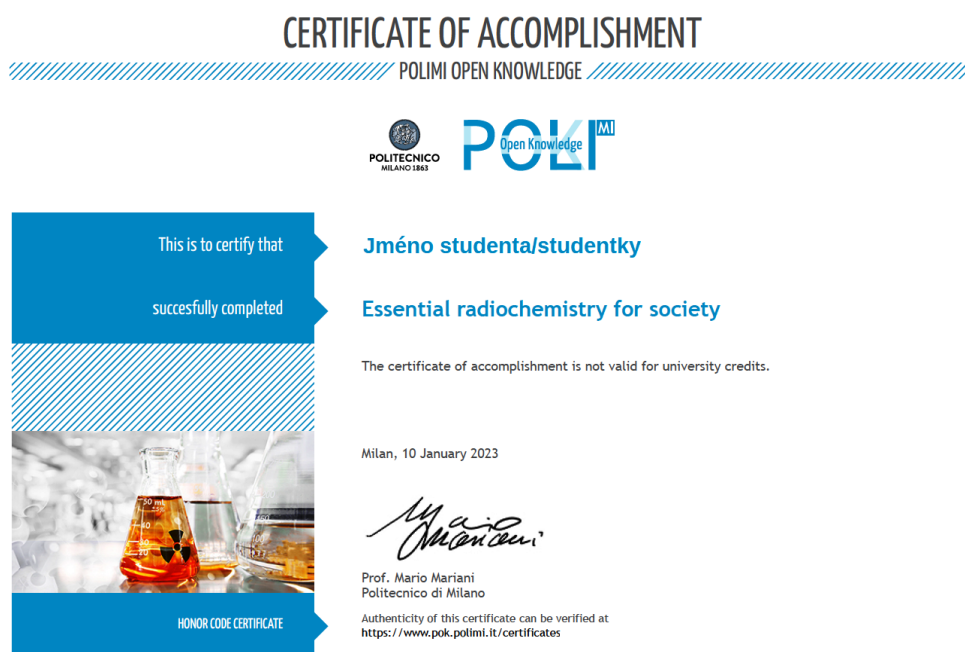 CERTIFICATE OF ACCOMPLISHMENT
POLIMI OPEN KNOWLEDGE
POLITECNICO
MILANO 1863
POK MI
Open Knowledge
This is to certify that
Jméno studenta/studentky
succesfully completed
Essential radiochemistry for society
The certificate of accomplishment is not valid for university credits.
Milan, 10 January 2023
Mario
Mariani
Prof. Mario Mariani
Politecnico di Milano
HONOR CODE CERTIFICATE
Authenticity of this certificate can be verified at
https://www.pok.polimi.it/certificates